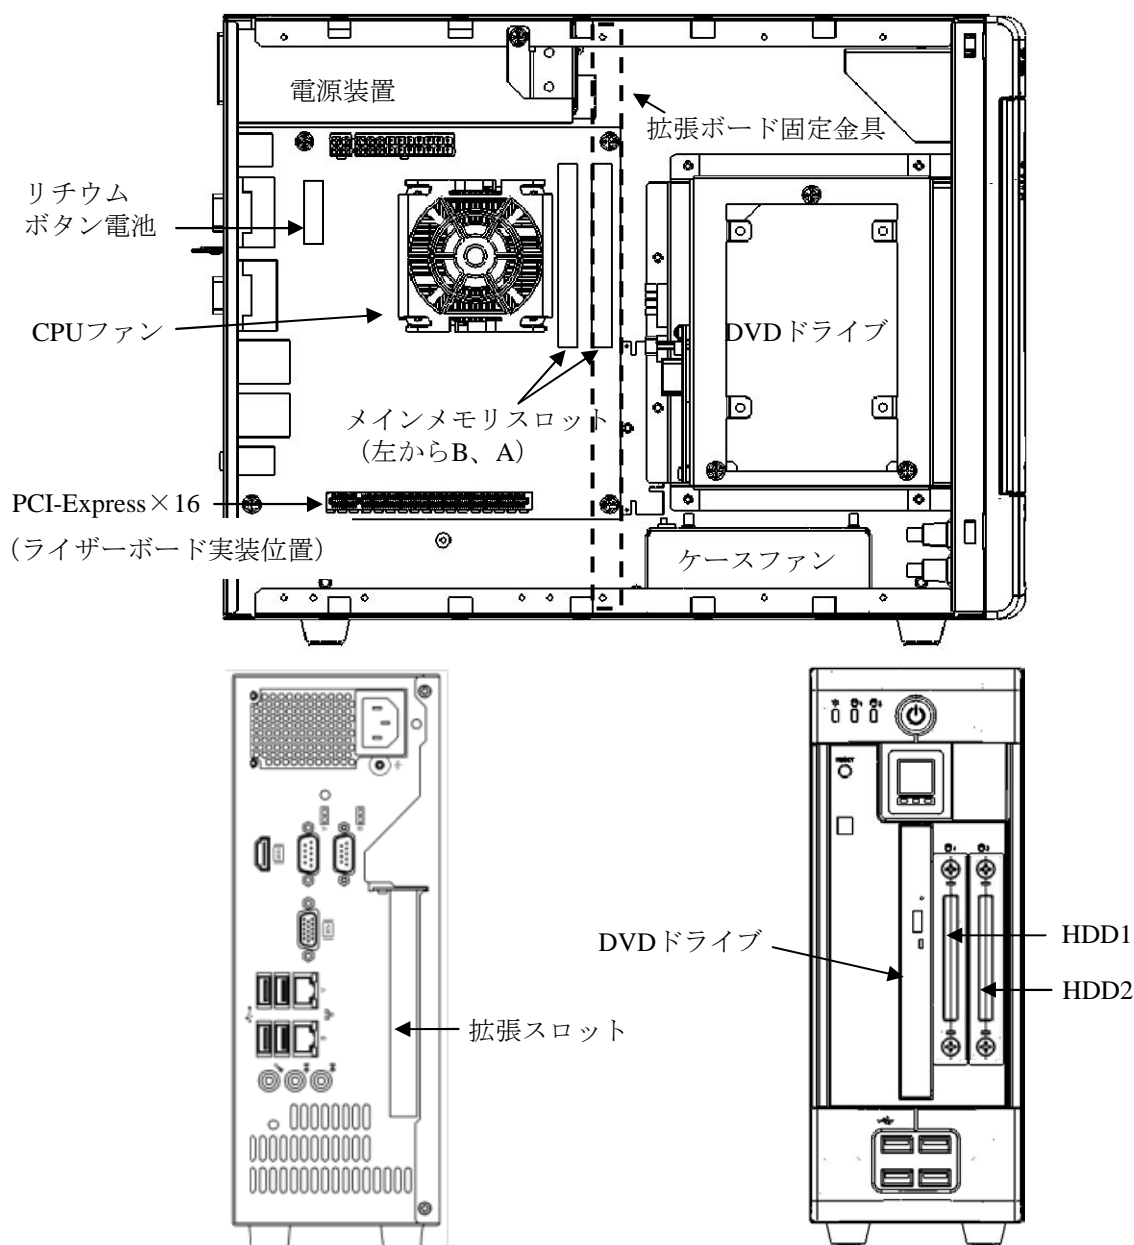 電源装置
拡張ボード固定金具
リチウム
ボタン電池
CPUファン
DVDドライブ
メインメモリスロット
（左からB、A）
PCI-Express×16
（ライザーボード実装位置）
ケースファン
RESET
DVDドライブ
HDD1
HDD2
拡張スロット